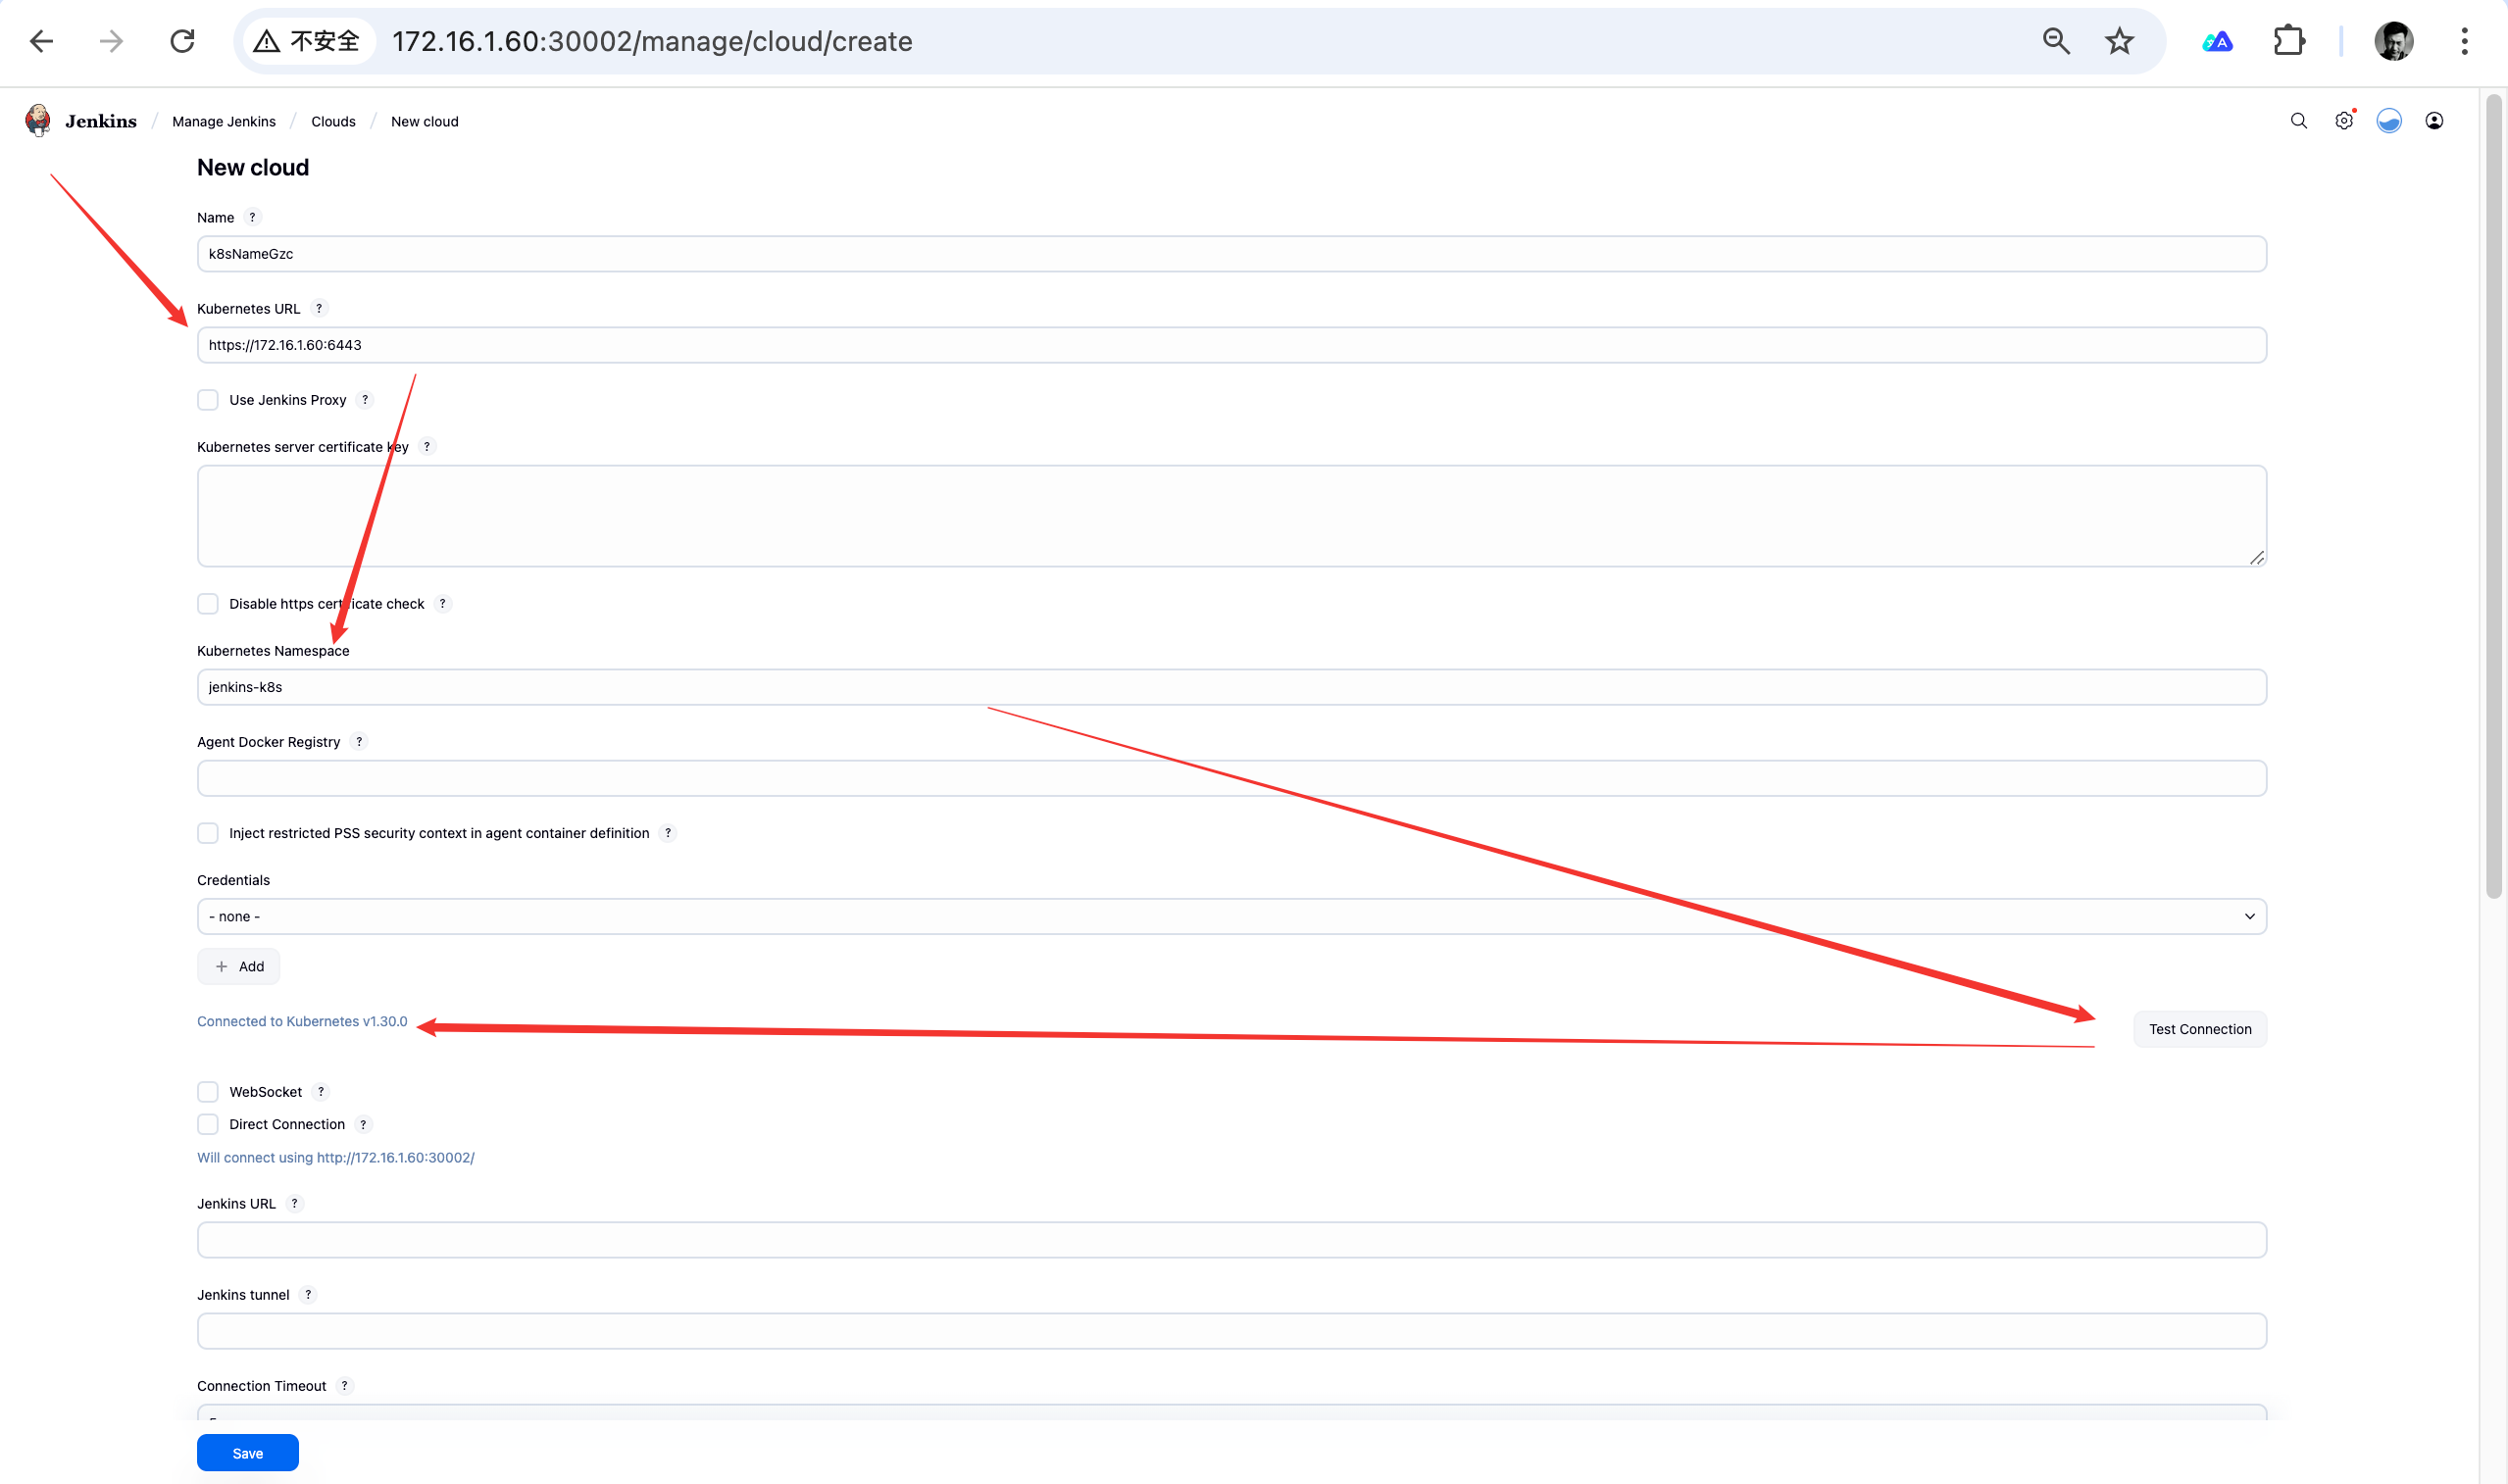 不安全 172.16.1.60:30002/manage/cloud/create
Jenkins / Manage Jenkins / Clouds / New cloud
New cloud
Name ?
k8sNameGzc
Kubernetes URL ?
https://172.16.1.60:6443
Use Jenkins Proxy ?
Kubernetes server certificate key ?
Disable https certificate check ?
Kubernetes Namespace
jenkins-k8s
Agent Docker Registry ?
Inject restricted PSS security context in agent container definition ?
Credentials
- none -
+ Add
Connected to Kubernetes v1.30.0
Test Connection
WebSocket ?
Direct Connection ?
Will connect using http://172.16.1.60:30002/
Jenkins URL ?
Jenkins tunnel ?
Connection Timeout ?
Save